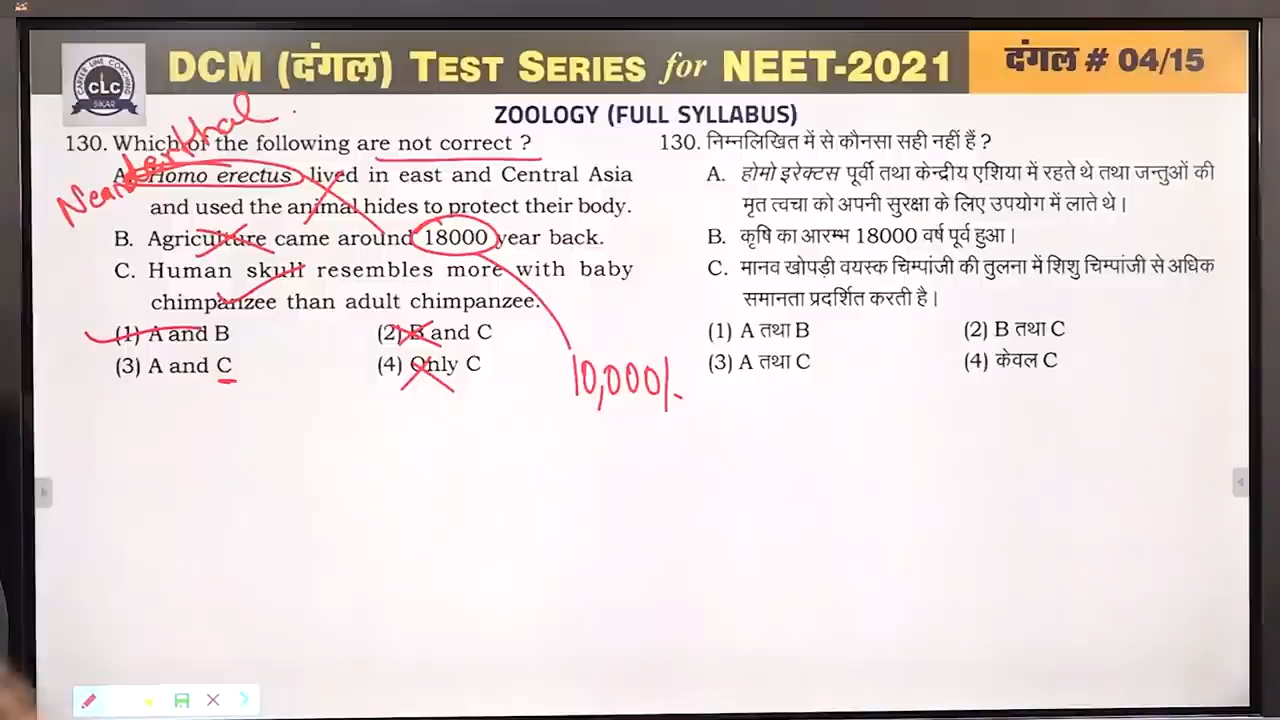 CAREER LINE COACHING
CLC
SIKAR
DCM (दंगल) TEST SERIES for NEET-2021
दंगल # 04/15
ZOOLOGY (FULL SYLLABUS)
130. Which of the following are not correct ?
Neanderthal
A. Homo erectus lived in east and Central Asia
and used the animal hides to protect their body.
B. Agriculture came around 18000 year back.
C. Human skull resembles more with baby
chimpanzee than adult chimpanzee.
(1) A and B (2) B and C
(3) A and C (4) Only C
10,000/-
130. निम्नलिखित में से कौनसा सही नहीं हैं ?
A. होमो इरेक्टस पूर्वी तथा केन्द्रीय एशिया में रहते थे तथा जन्तुओं की
मृत त्वचा को अपनी सुरक्षा के लिए उपयोग में लाते थे।
B. कृषि का आरम्भ 18000 वर्ष पूर्व हुआ।
C. मानव खोपड़ी वयस्क चिम्पांजी की तुलना में शिशु चिम्पांजी से अधिक
समानता प्रदर्शित करती है।
(1) A तथा B (2) B तथा C
(3) A तथा C (4) केवल C